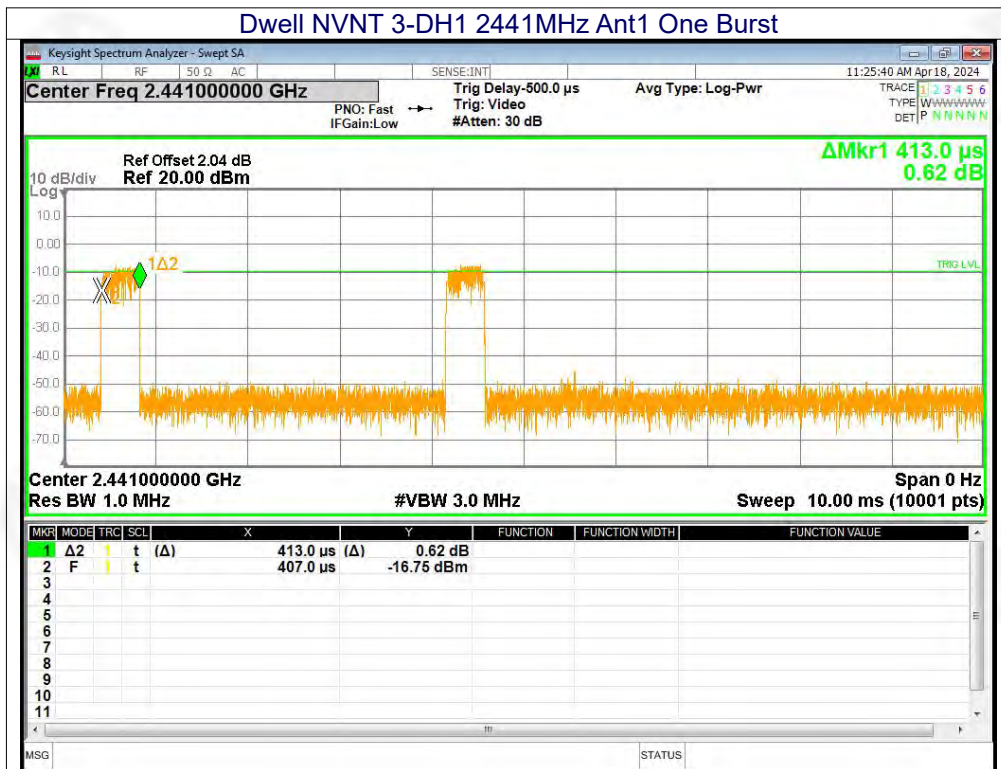 Dwell NVNT 3-DH1 2441MHz Ant1 One Burst
Keysight Spectrum Analyzer - Swept SA
LXI RL RF 50 Ω AC SENSE:INT 11:25:40 AM Apr 18, 2024
Center Freq 2.441000000 GHz
PNO: Fast
IFGain:Low
Trig Delay-500.0 µs
Trig: Video
#Atten: 30 dB
Avg Type: Log-Pwr
TRACE 1 2 3 4 5 6
TYPE WWWWWW
DET P N N N N N
ΔMkr1 413.0 µs
0.62 dB
Ref Offset 2.04 dB
10 dB/div Ref 20.00 dBm
Log
10.0
0.00
-10.0
-20.0
-30.0
-40.0
-50.0
-60.0
-70.0
1Δ2
TRIG LVL
Center 2.441000000 GHz Span 0 Hz
Res BW 1.0 MHz #VBW 3.0 MHz Sweep 10.00 ms (10001 pts)
MKR MODE TRC SCL X Y FUNCTION FUNCTION WIDTH FUNCTION VALUE
1 Δ2 1 t (Δ) 413.0 µs (Δ) 0.62 dB
2 F 1 t 407.0 µs -16.75 dBm
3
4
5
6
7
8
9
10
11
MSG STATUS